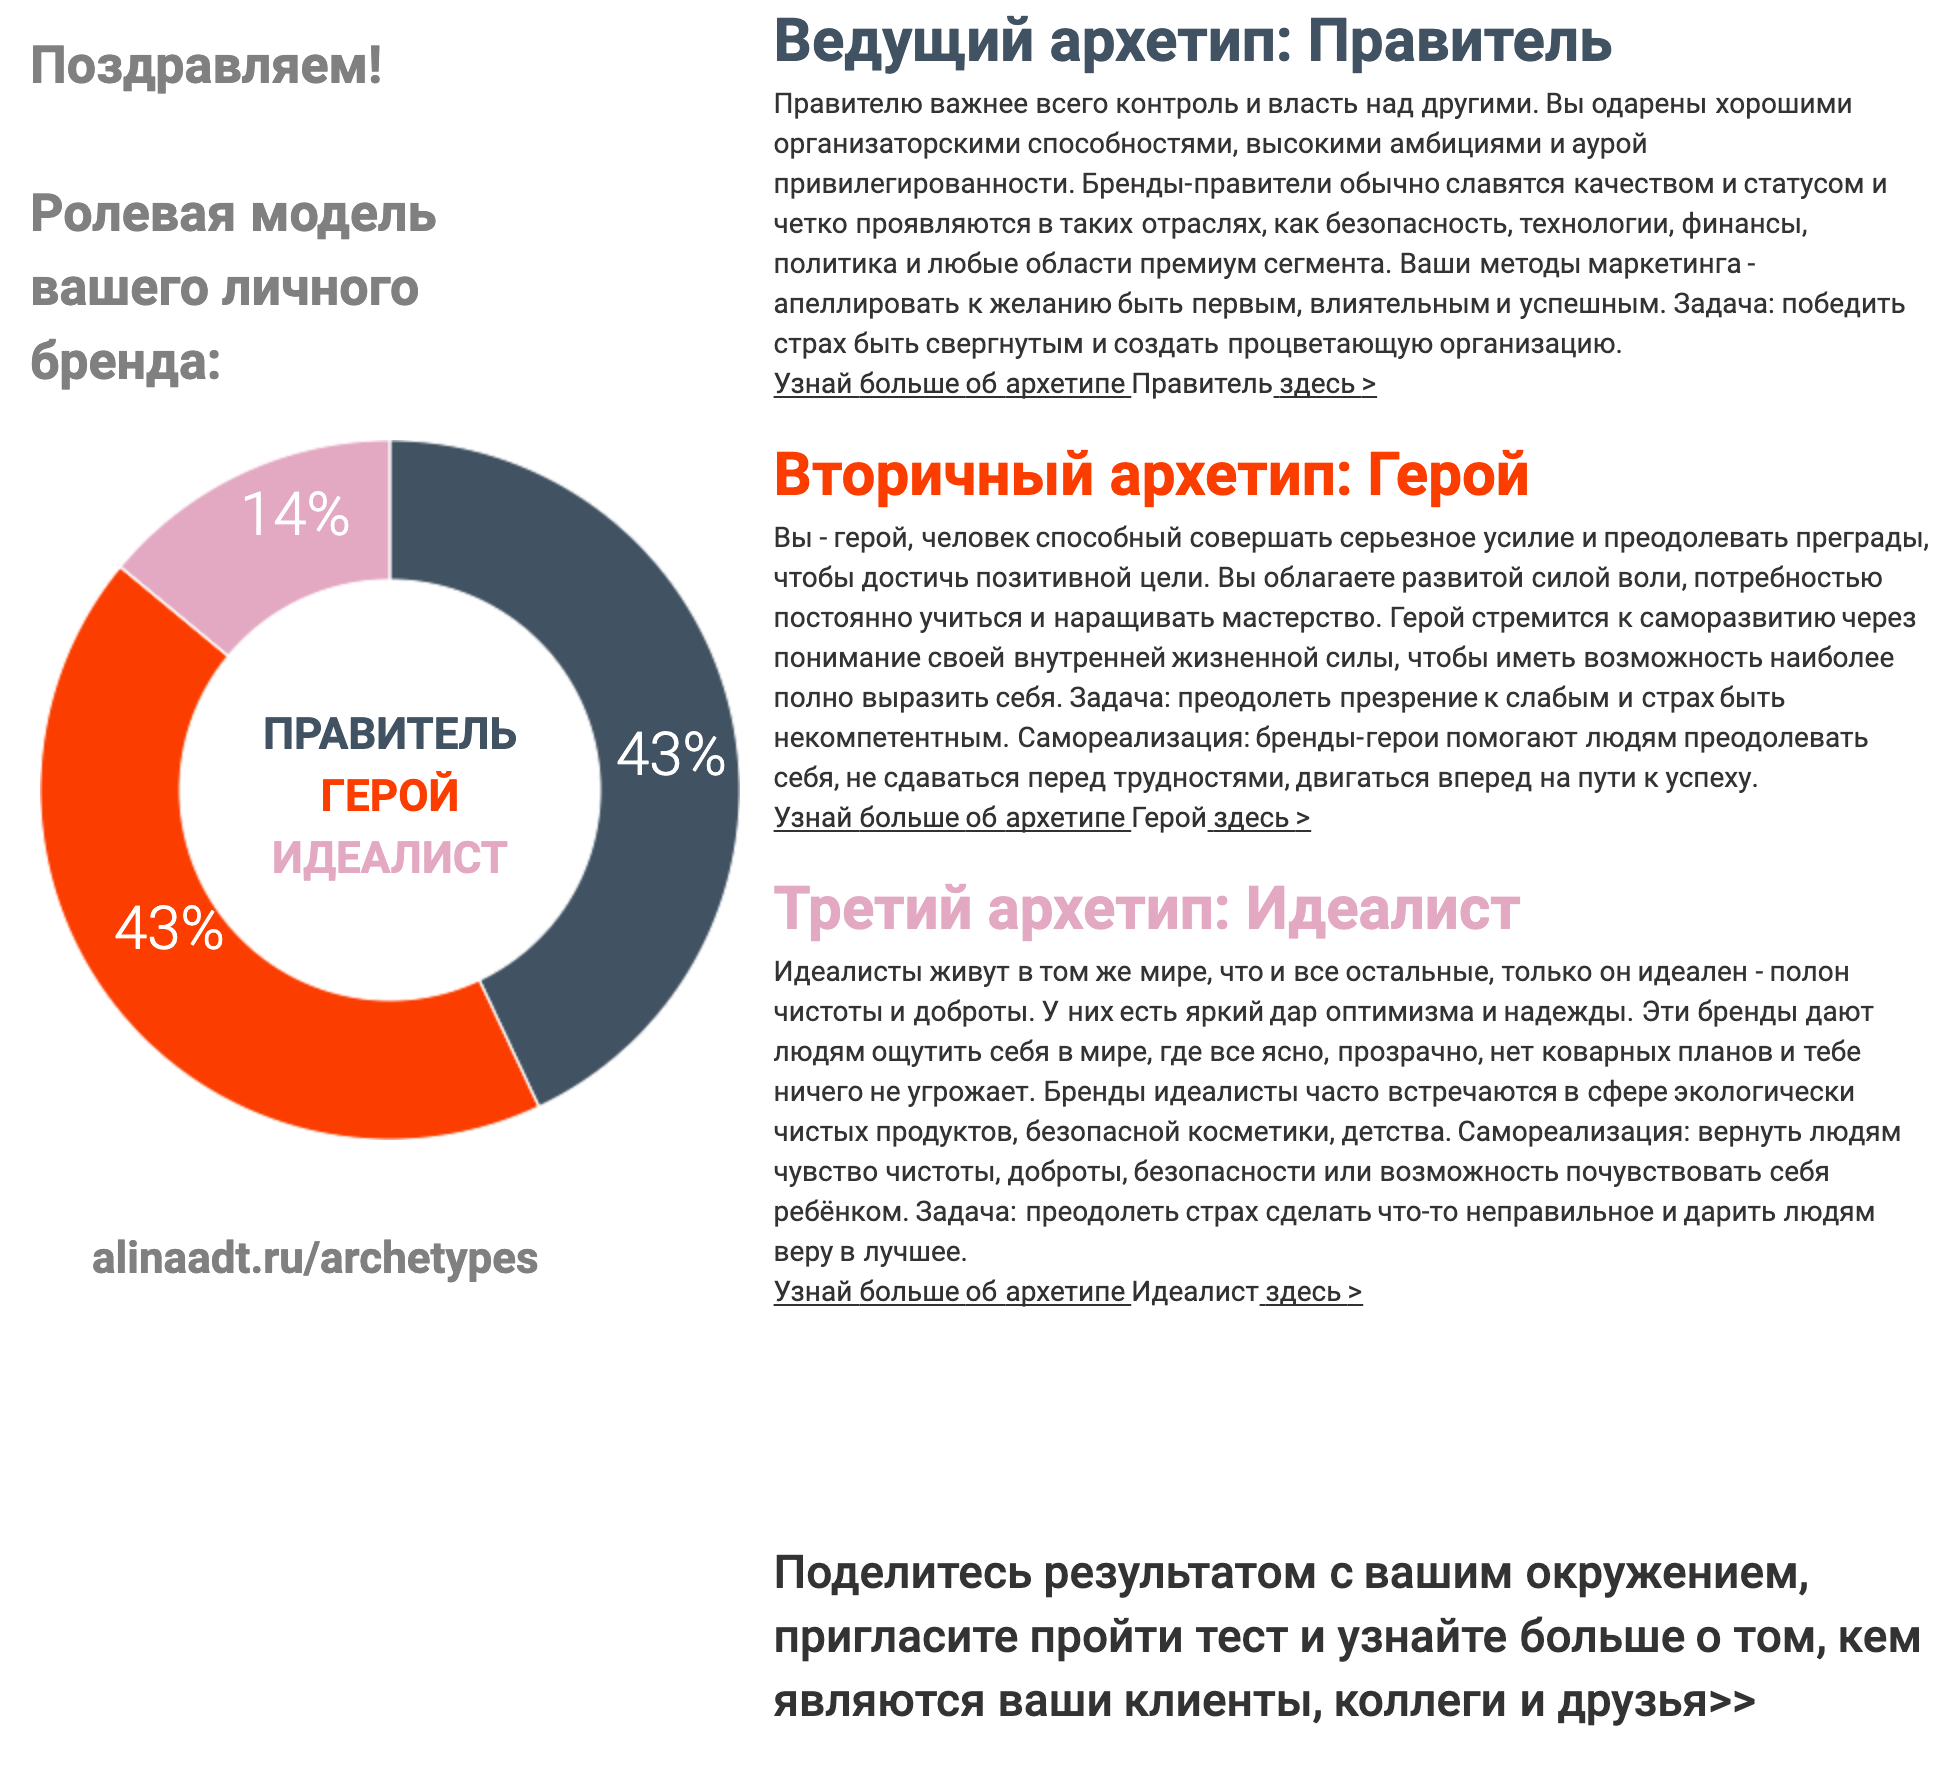 Поздравляем!
Ролевая модель
вашего личного
бренда:
14%
43%
43%
ПРАВИТЕЛЬ
ГЕРОЙ
ИДЕАЛИСТ
alinaadt.ru/archetypes
Ведущий архетип: Правитель
Правителю важнее всего контроль и власть над другими. Вы одарены хорошими
организаторскими способностями, высокими амбициями и аурой
привилегированности. Бренды-правители обычно славятся качеством и статусом и
четко проявляются в таких отраслях, как безопасность, технологии, финансы,
политика и любые области премиум сегмента. Ваши методы маркетинга -
апеллировать к желанию быть первым, влиятельным и успешным. Задача: победить
страх быть свергнутым и создать процветающую организацию.
Узнай больше об архетипе Правитель здесь >
Вторичный архетип: Герой
Вы - герой, человек способный совершать серьезное усилие и преодолевать преграды,
чтобы достичь позитивной цели. Вы облагаете развитой силой воли, потребностью
постоянно учиться и наращивать мастерство. Герой стремится к саморазвитию через
понимание своей внутренней жизненной силы, чтобы иметь возможность наиболее
полно выразить себя. Задача: преодолеть презрение к слабым и страх быть
некомпетентным. Самореализация: бренды-герои помогают людям преодолевать
себя, не сдаваться перед трудностями, двигаться вперед на пути к успеху.
Узнай больше об архетипе Герой здесь >
Третий архетип: Идеалист
Идеалисты живут в том же мире, что и все остальные, только он идеален - полон
чистоты и доброты. У них есть яркий дар оптимизма и надежды. Эти бренды дают
людям ощутить себя в мире, где все ясно, прозрачно, нет коварных планов и тебе
ничего не угрожает. Бренды идеалисты часто встречаются в сфере экологически
чистых продуктов, безопасной косметики, детства. Самореализация: вернуть людям
чувство чистоты, доброты, безопасности или возможность почувствовать себя
ребёнком. Задача: преодолеть страх сделать что-то неправильное и дарить людям
веру в лучшее.
Узнай больше об архетипе Идеалист здесь >
Поделитесь результатом с вашим окружением,
пригласите пройти тест и узнайте больше о том, кем
являются ваши клиенты, коллеги и друзья>>